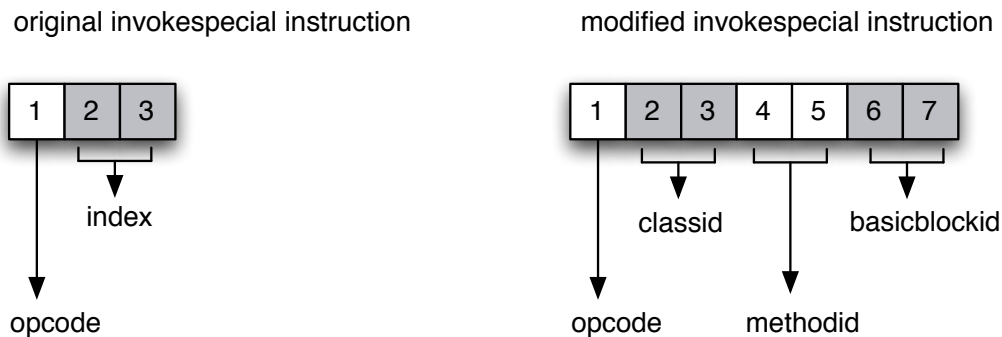 original invokespecial instruction
modified invokespecial instruction
1 2 3
1 2 3 4 5 6 7
index
classid
basicblockid
opcode
opcode
methodid